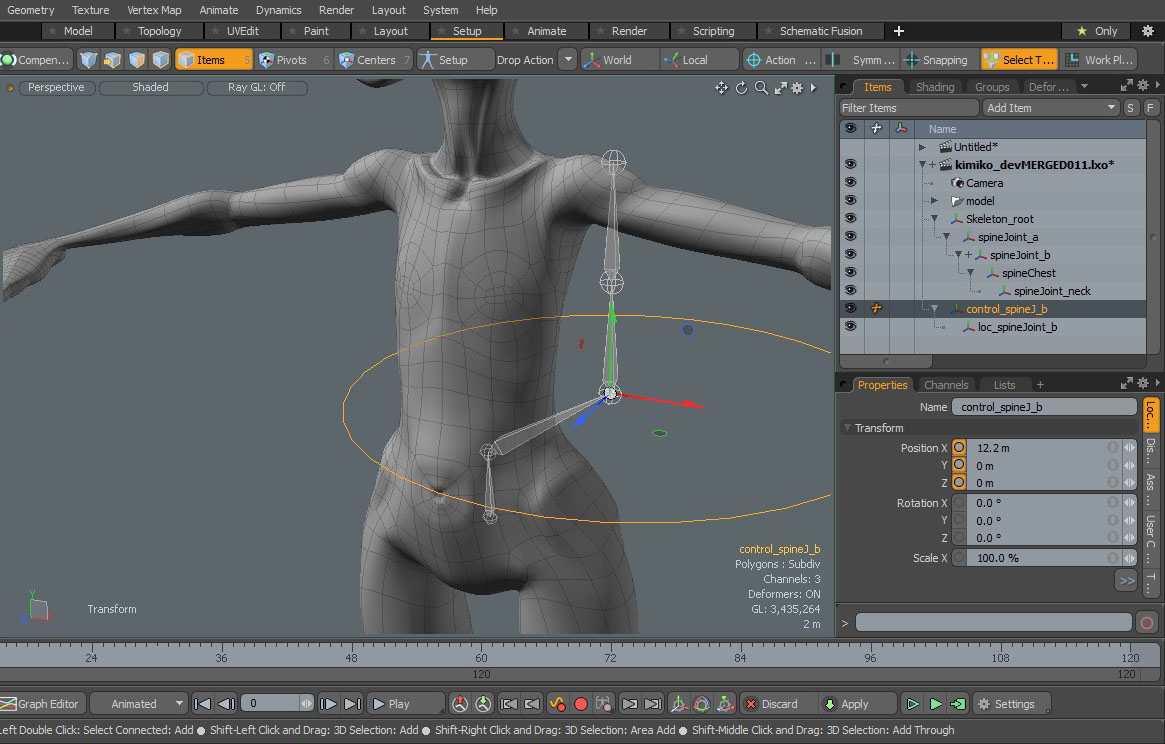 Geometry Texture Vertex Map Animate Dynamics Render Layout System Help
Model Topology UVEdit Paint Layout Setup Animate Render Scripting Schematic Fusion + Only
Compen... Items 5 Pivots 6 Centers 7 Setup Drop Action World Local Action ... Symm ... Snapping Select T... Work Pl...
Perspective Shaded Ray GL: Off
Items Shading Groups Defor ...
Filter Items Add Item S F
Name
Untitled*
kimiko_devMERGED011.lxo*
Camera
model
Skeleton_root
spineJoint_a
spineJoint_b
spineChest
spineJoint_neck
control_spineJ_b
loc_spineJoint_b
Properties Channels Lists +
Name control_spineJ_b
Transform
Position X 12.2 m
Y 0 m
Z 0 m
Rotation X 0.0 °
Y 0.0 °
Z 0.0 °
Scale X 100.0 %
>>
Loc...
Dis...
Ass ...
User C ...
T ...
>
control_spineJ_b
Polygons : Subdiv
Channels: 3
Deformers: ON
GL: 3,435,264
2 m
Y
Transform
24 36 48 60 72 84 96 108 120
120 120
Graph Editor Animated 0 Play Discard Apply Settings
Left Double Click: Select Connected: Add ● Shift-Left Click and Drag: 3D Selection: Add ● Shift-Right Click and Drag: 3D Selection: Area Add ● Shift-Middle Click and Drag: 3D Selection: Add Through